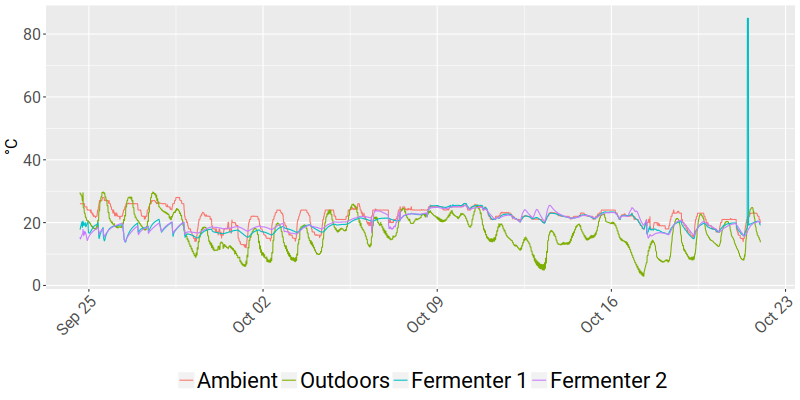 80
60
40
20
0
°C
Sep 25
Oct 02
Oct 09
Oct 16
Oct 23
Ambient Outdoors Fermenter 1 Fermenter 2